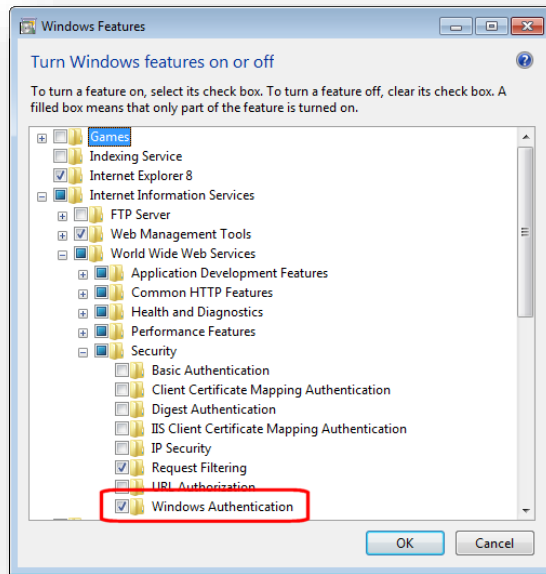 Windows Features
Turn Windows features on or off
To turn a feature on, select its check box. To turn a feature off, clear its check box. A
filled box means that only part of the feature is turned on.
Games
Indexing Service
Internet Explorer 8
Internet Information Services
FTP Server
Web Management Tools
World Wide Web Services
Application Development Features
Common HTTP Features
Health and Diagnostics
Performance Features
Security
Basic Authentication
Client Certificate Mapping Authentication
Digest Authentication
IIS Client Certificate Mapping Authentication
IP Security
Request Filtering
URL Authorization
Windows Authentication
OK Cancel